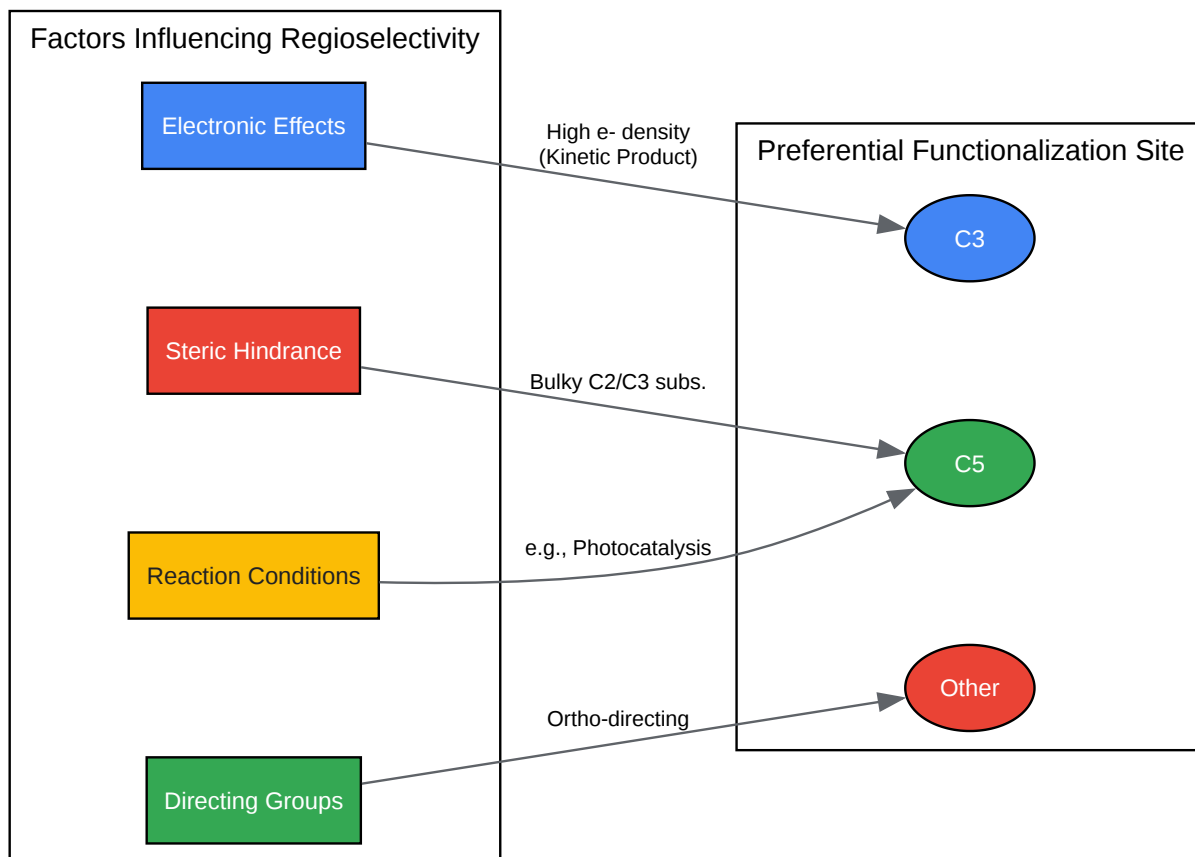 Factors Influencing Regioselectivity
Electronic Effects
Steric Hindrance
Reaction Conditions
Directing Groups
High e- density
(Kinetic Product)
Bulky C2/C3 subs.
e.g., Photocatalysis
Ortho-directing
Preferential Functionalization Site
C3
C5
Other